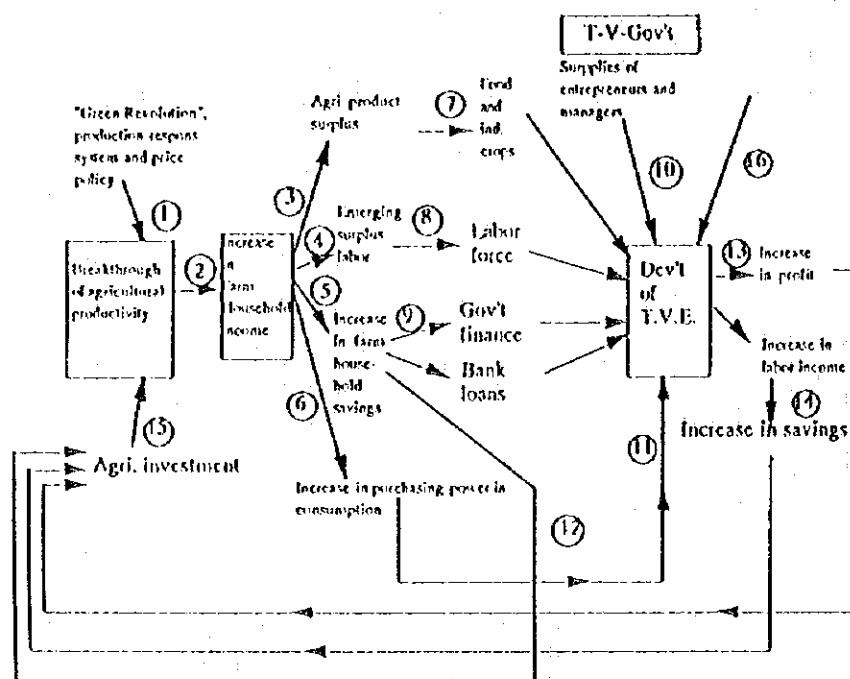 T-V-Gov't
Supplies of
entrepreneurs and
managers
"Green Revolution",
production respons
system and price
policy
Agri product
surplus
7
Food
and
ind.
crops
10
16
1
3
Breakthrough
of agricultural
productivity
2
Increase
in
farm
Household
income
4
Emerging
surplus
labor
8
Labor
force
Dev't
of
T.V.E.
13
Increase
in profit
5
Increase
In farm
house-
hold
savings
9
Gov't
finance
Bank
loans
Increase in
labor income
14
Increase in savings
6
15
Agri. investment
11
Increase in purchasing power in
consumption
12